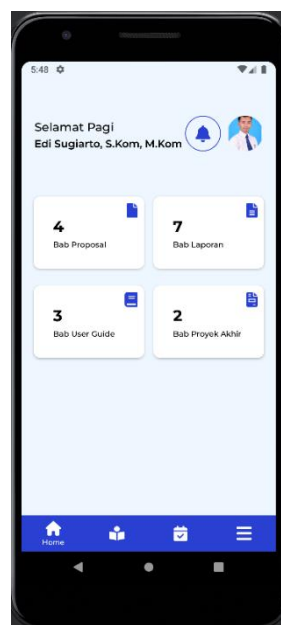 5:48
Selamat Pagi
Edi Sugiarto, S.Kom, M.Kom
4
Bab Proposal
7
Bab Laporan
3
Bab User Guide
2
Bab Proyek Akhir
Home